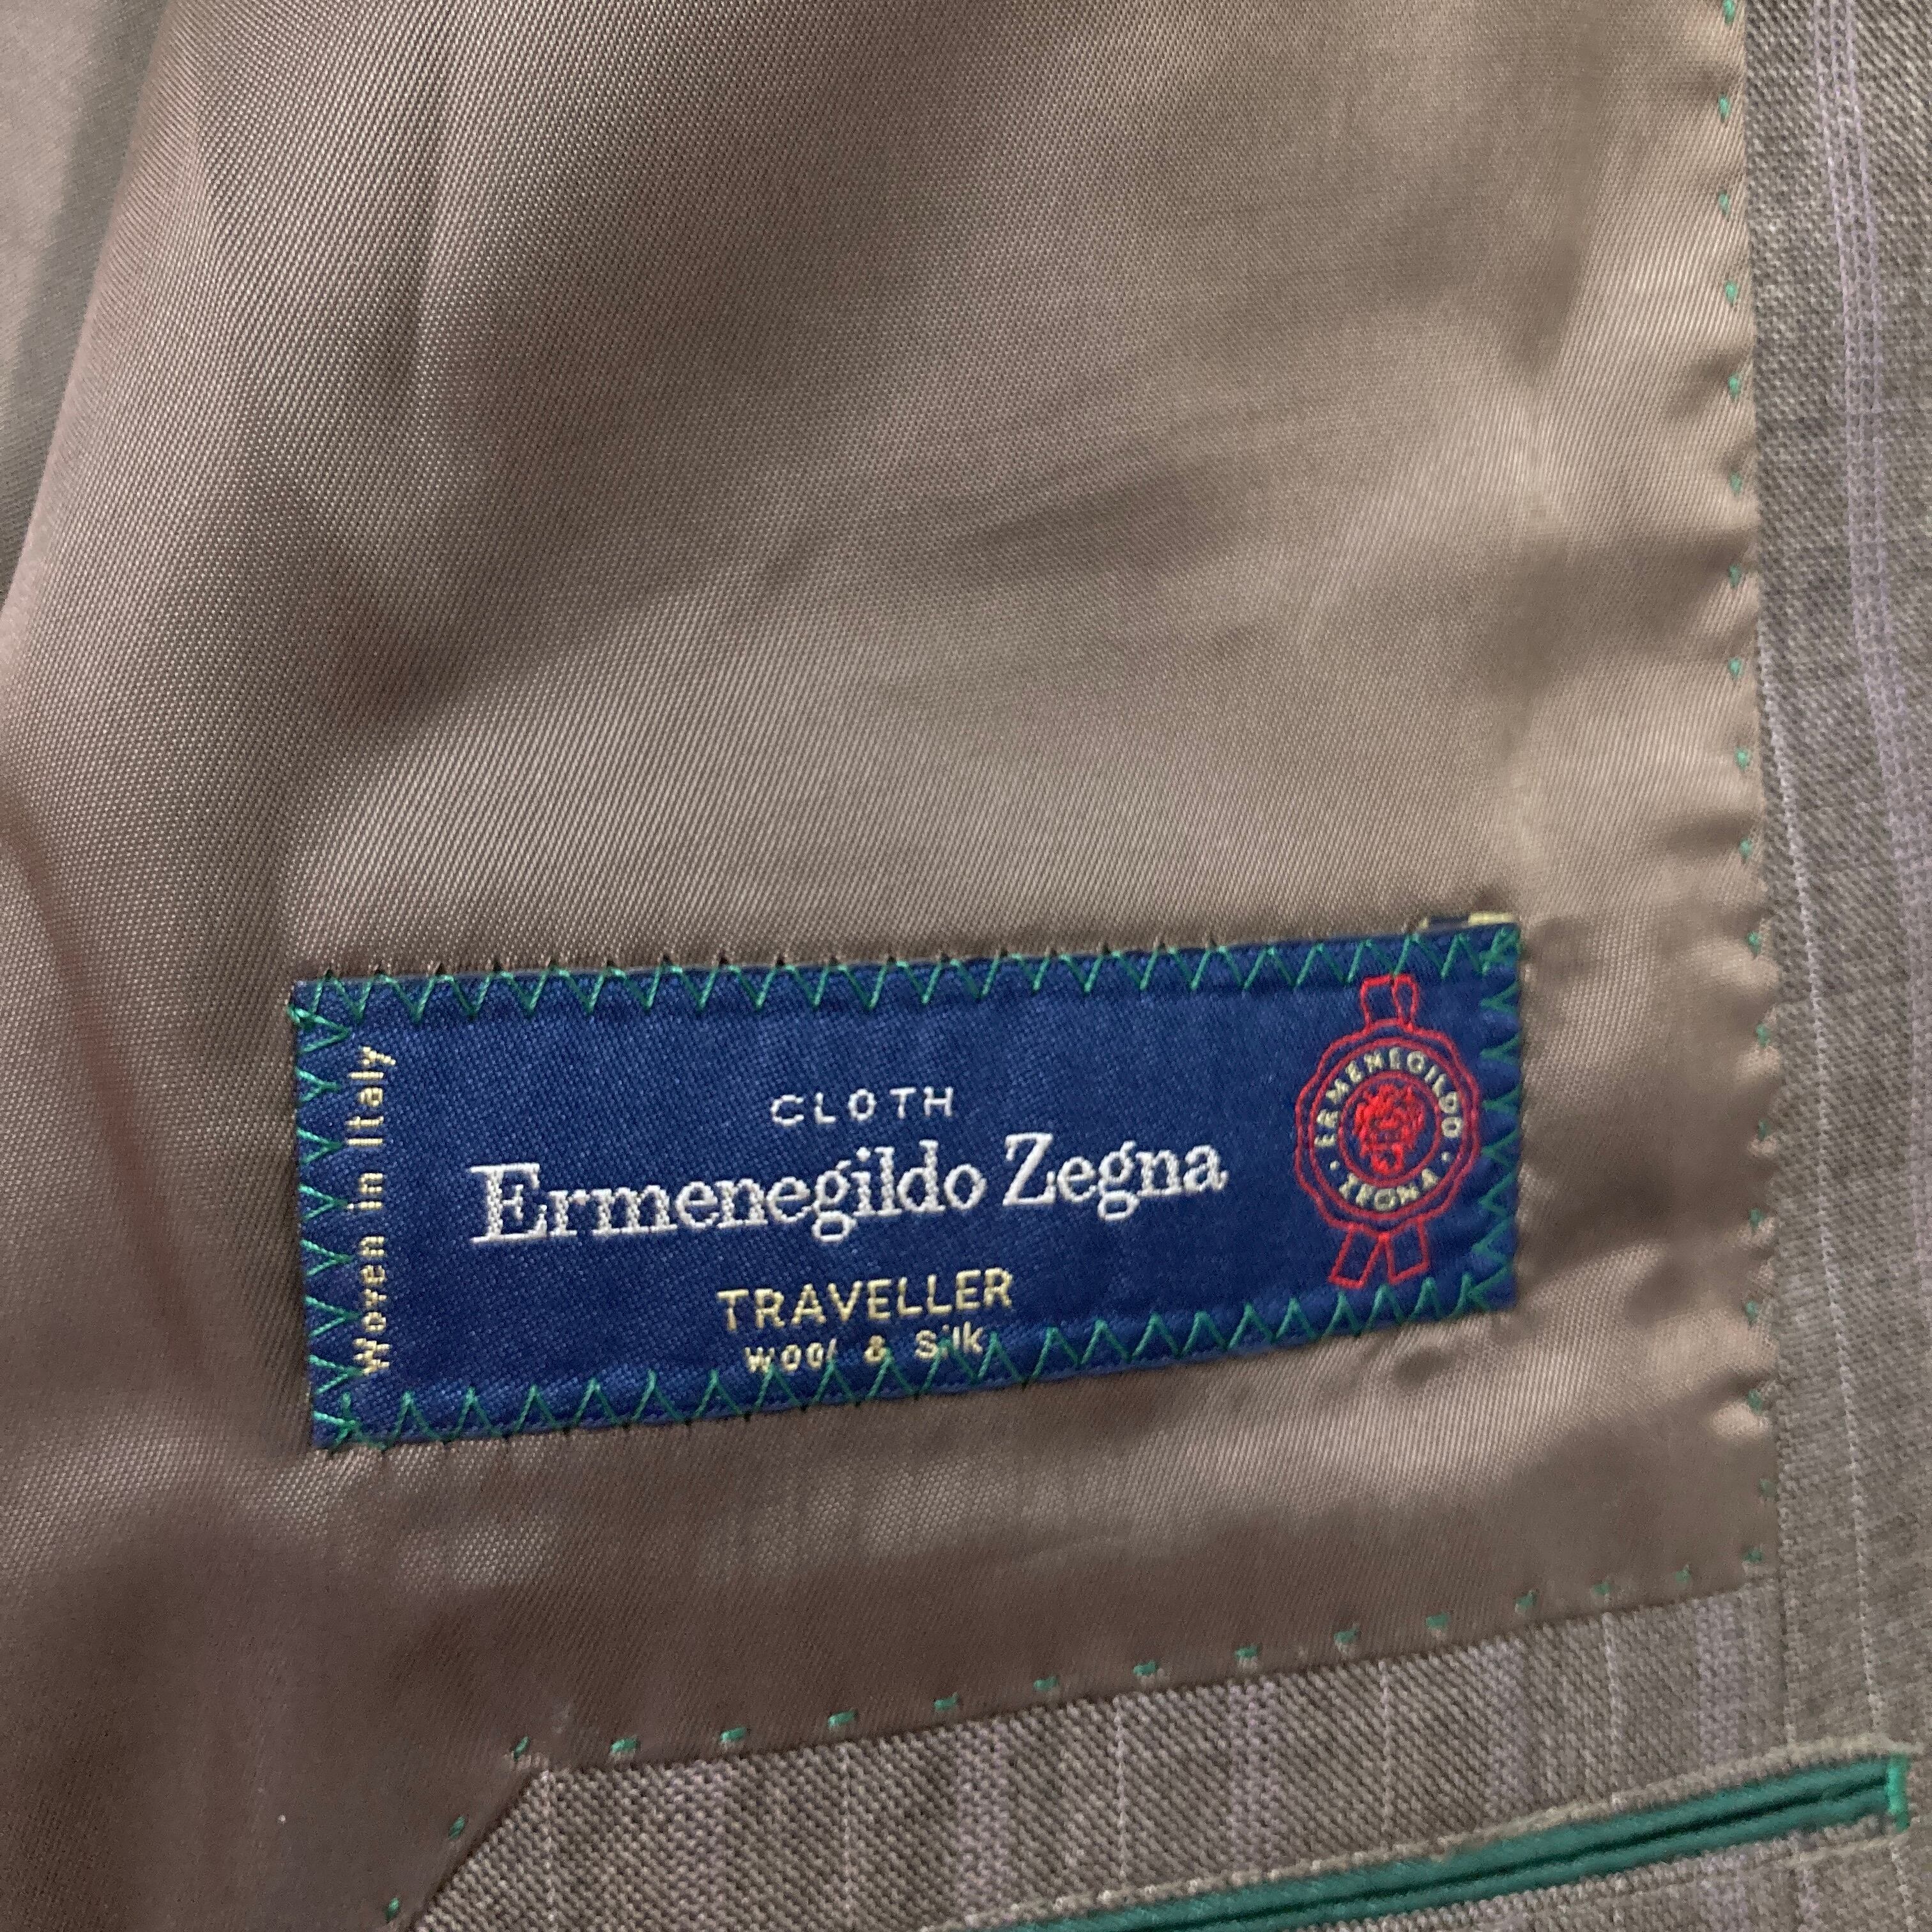 Woven in Italy
CLOTH
Ermenegildo Zegna
TRAVELLER
wool & silk
ERMENEGILDO
· ZEGNA ·